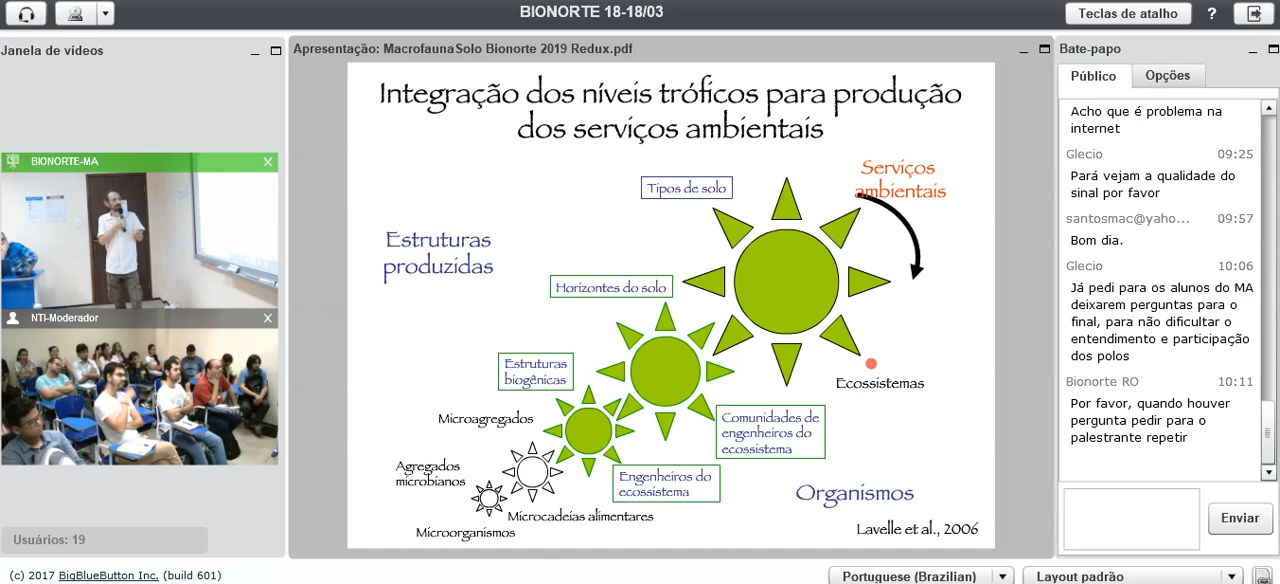 BIONORTE 18-18/03
Teclas de atalho
?
Janela de vídeos
BIONORTE-MA
NTI-Moderador
Usuários: 19
Apresentação: MacrofaunaSolo Bionorte 2019 Redux.pdf
Integração dos níveis tróficos para produção
dos serviços ambientais
Serviços
ambientais
Tipos de solo
Estruturas
produzidas
Horizontes do solo
Estruturas
biogênicas
Ecossistemas
Microagregados
Comunidades de
engenheiros do
ecossistema
Agregados
microbianos
Engenheiros do
ecossistema
Organismos
Microcadeias alimentares
Microorganismos
Lavelle et al., 2006
Bate-papo
Público
Opções
Acho que é problema na
internet
Glecio 09:25
Pará vejam a qualidade do
sinal por favor
santosmac@yaho... 09:57
Bom dia.
Glecio 10:06
Já pedi para os alunos do MA
deixarem perguntas para o
final, para não dificultar o
entendimento e participação
dos polos
Bionorte RO 10:11
Por favor, quando houver
pergunta pedir para o
palestrante repetir
Enviar
(c) 2017 BigBlueButton Inc. (build 601)
Portuguese (Brazilian)
Layout padrão